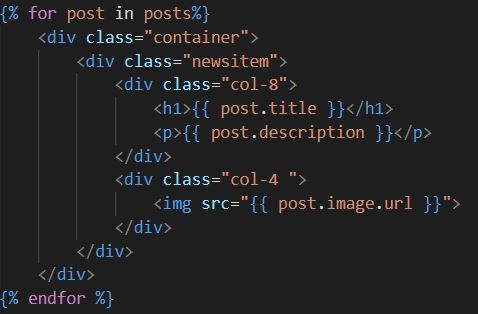 {% for post in posts%}
    <div class="container">
        <div class="newsitem">
            <div class="col-8">
                <h1>{{ post.title }}</h1>
                <p>{{ post.description }}</p>
            </div>
            <div class="col-4 ">
                <img src="{{ post.image.url }}">
            </div>
        </div>
    </div>
{% endfor %}